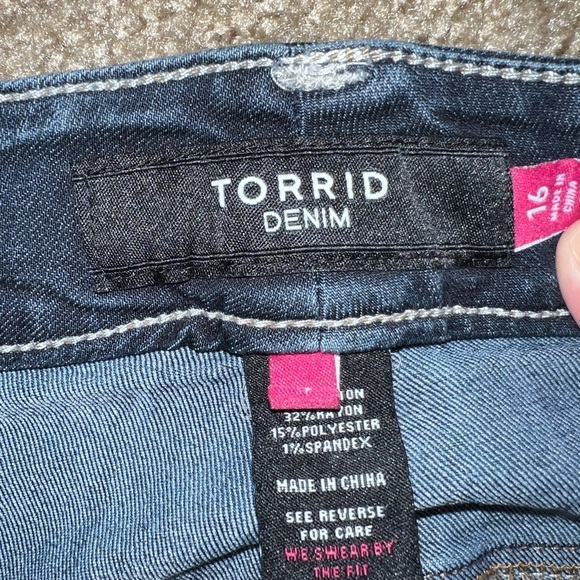 TORRID
DENIM
16
MADE IN
CHINA
32% RAYON
15% POLYESTER
1% SPANDEX
MADE IN CHINA
SEE REVERSE
FOR CARE
WE SWEAR BY
THE FIT